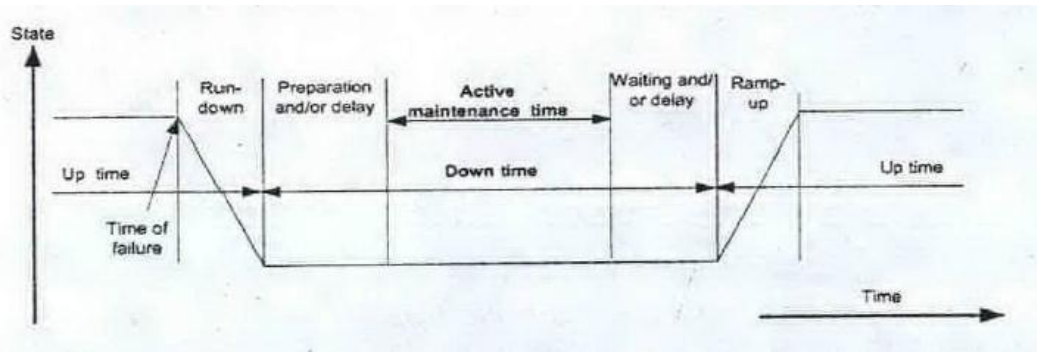 State
Run-
down
Preparation
and/or delay
Active
maintenance time
Waiting and/
or delay
Ramp-
up
Up time
Down time
Up time
Time of
failure
Time